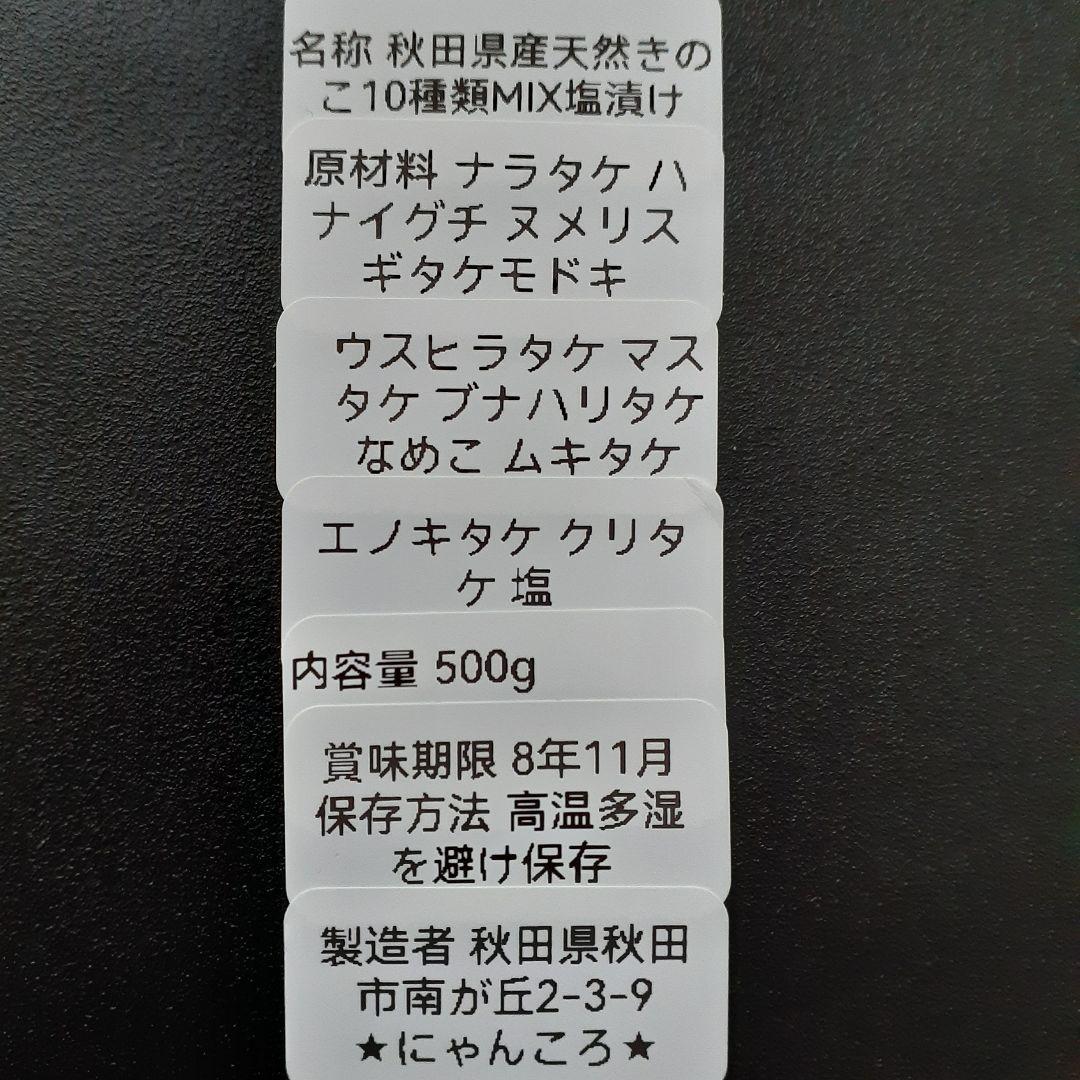 名称 秋田県産天然きの
こ10種類MIX塩漬け
原材料 ナラタケ ハ
ナイグチ ヌメリス
ギタケモドキ
ウスヒラタケ マス
タケ ブナハリタケ
なめこ ムキタケ
エノキタケ クリタ
ケ 塩
内容量 500g
賞味期限 8年11月
保存方法 高温多湿
を避け保存
製造者 秋田県秋田
市南が丘2-3-9
★にゃんころ★